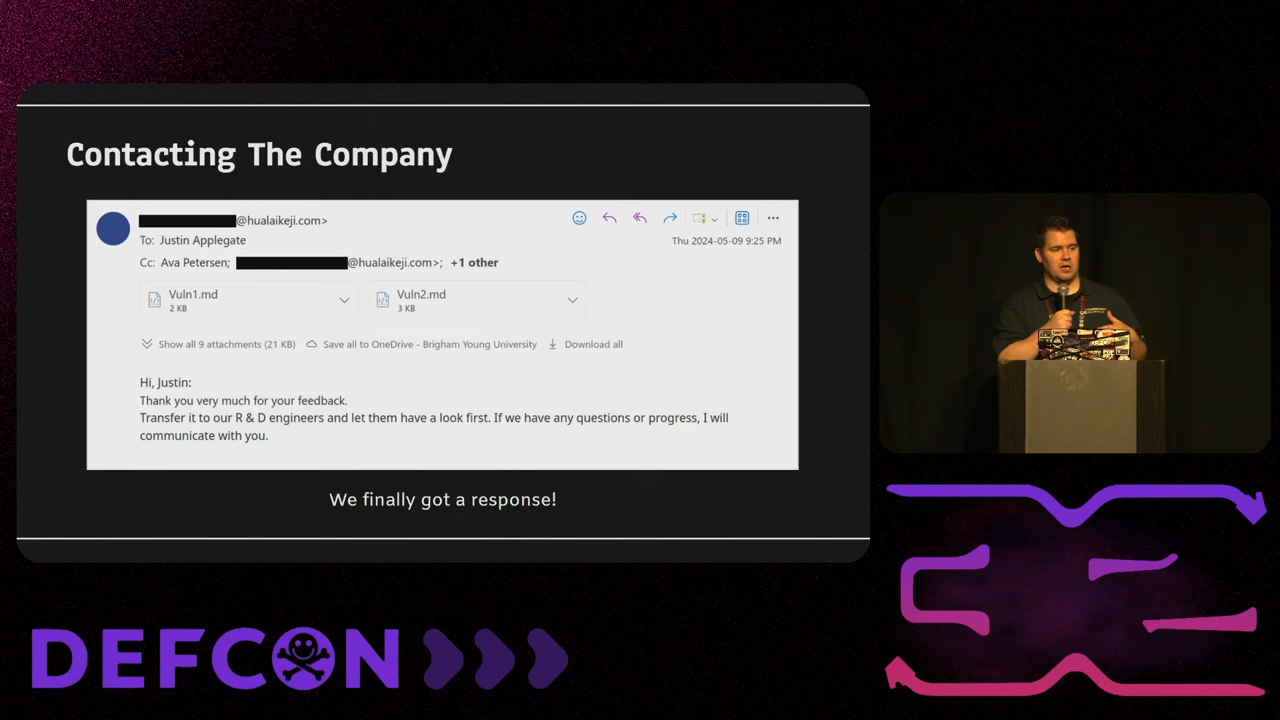 Contacting The Company
@hualaikeji.com>
To: Justin Applegate
Thu 2024-05-09 9:25 PM
Cc: Ava Petersen; @hualaikeji.com>; +1 other
Vuln1.md
2 KB
Vuln2.md
3 KB
Show all 9 attachments (21 KB) Save all to OneDrive - Brigham Young University Download all
Hi, Justin:
Thank you very much for your feedback.
Transfer it to our R & D engineers and let them have a look first. If we have any questions or progress, I will
communicate with you.
We finally got a response!
DEFCON